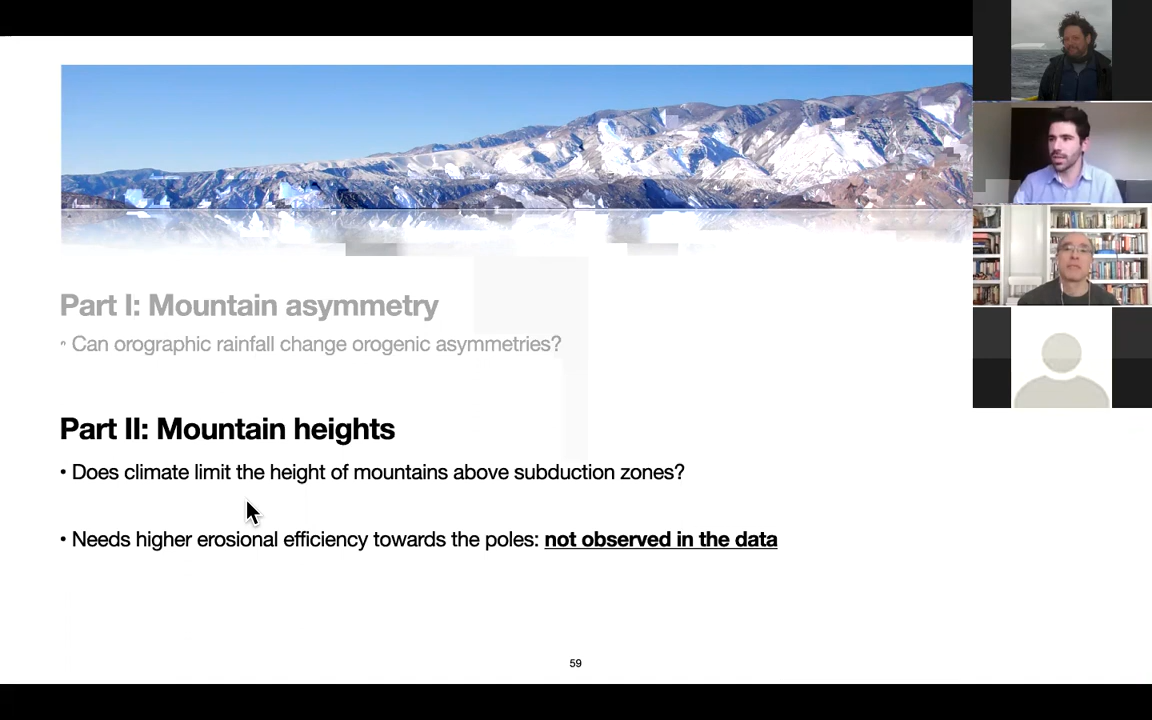 Part I: Mountain asymmetry
• Can orographic rainfall change orogenic asymmetries?
Part II: Mountain heights
• Does climate limit the height of mountains above subduction zones?
• Needs higher erosional efficiency towards the poles: not observed in the data
59